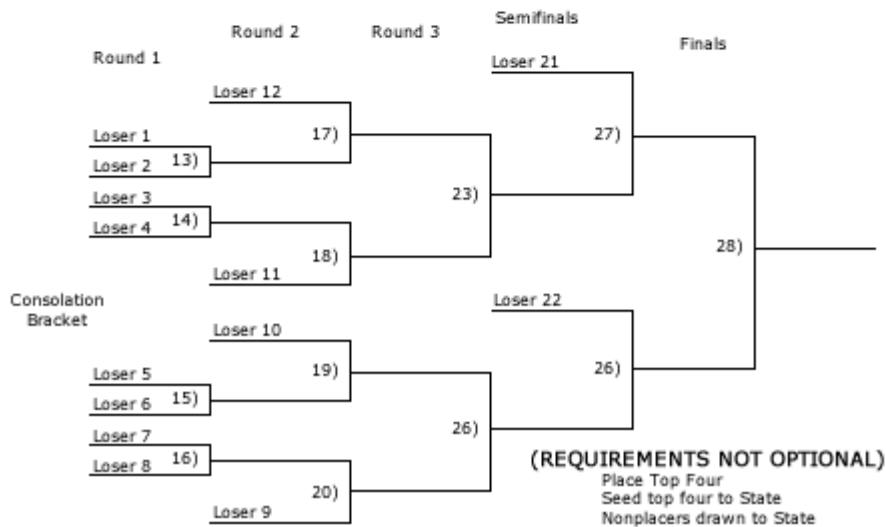 Semifinals
Round 2
Round 3
Finals
Round 1
Loser 21
Loser 12
Loser 1
17)
27)
13)
Loser 2
Loser 3
23)
14)
Loser 4
28)
18)
Loser 11
Consolation
Bracket
Loser 22
Loser 10
Loser 5
19)
26)
15)
Loser 6
Loser 7
26)
16)
Loser 8
(REQUIREMENTS NOT OPTIONAL)
Place Top Four
20)
Seed top four to State
Loser 9
Nonplacers drawn to State